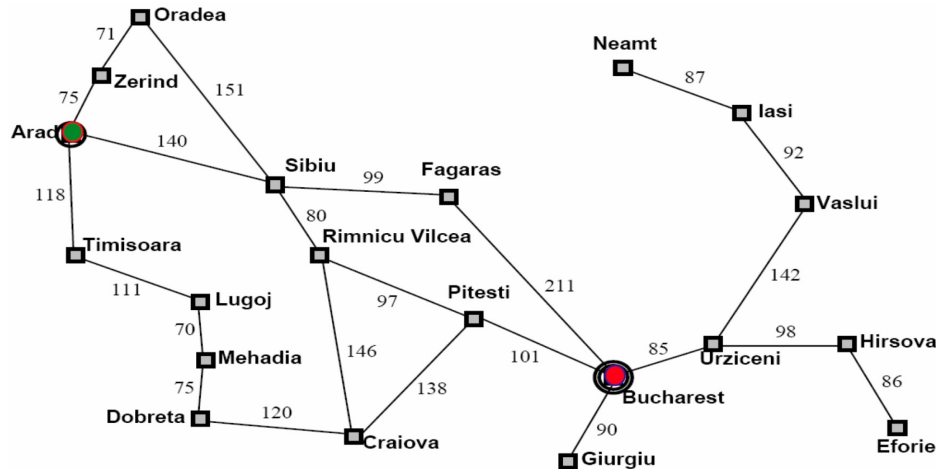 Oradea
71
Neamt
Zerind
87
75
151
Iasi
Arad
140
92
Sibiu
Fagaras
99
118
80
Vaslui
Timisoara
Rimnicu Vilcea
111
97
Pitesti
211
142
Lugoj
70
98
Hirsova
Mehadia
146
101
85
Urziceni
138
86
75
Bucharest
Dobreta
120
90
Craiova
Eforie
Giurgiu